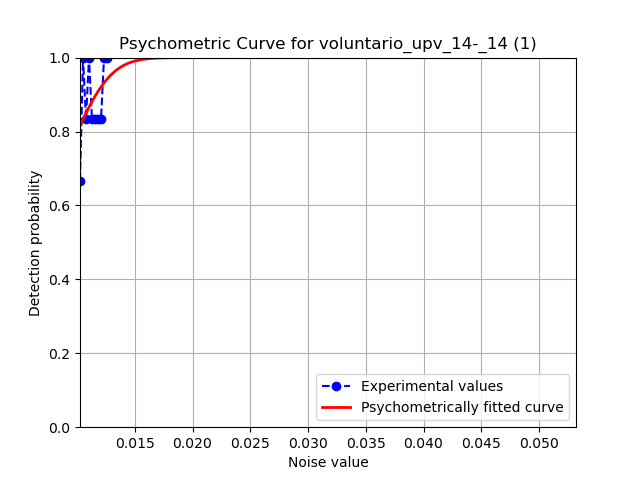 Psychometric Curve for voluntario_upv_14-_14 (1)
Detection probability
1.0
0.8
0.6
0.4
0.2
0.0
Experimental values
Psychometrically fitted curve
0.015 0.020 0.025 0.030 0.035 0.040 0.045 0.050
Noise value